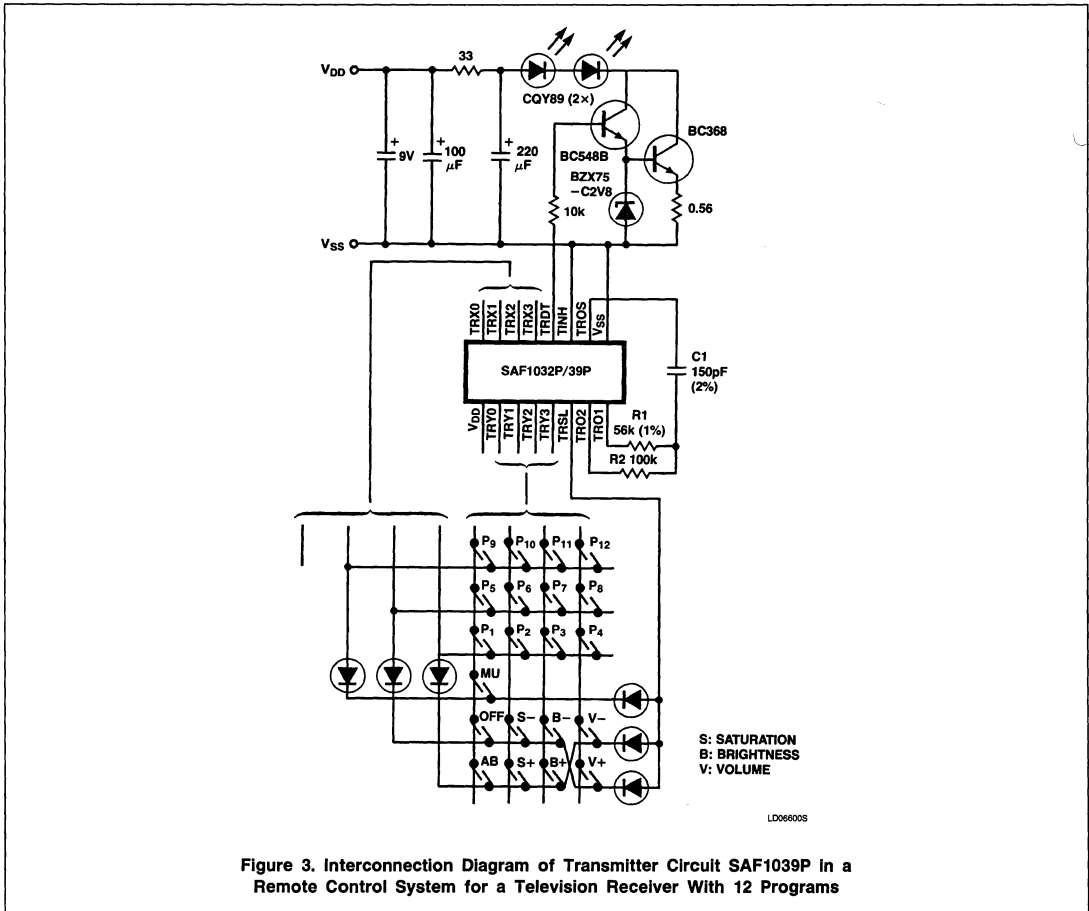 33
VDD
CQY89 (2×)
BC368
+
9V
+
100
μF
+
220
μF
BC548B
BZX75
–C2V8
10k
0.56
VSS
TRX0
TRX1
TRX2
TRX3
TRDT
TINH
TROS
VSS
SAF1032P/39P
C1
150pF
(2%)
VDD
TRY0
TRY1
TRY2
TRY3
TRSL
TRO2
TRO1
R1
56k (1%)
R2 100k
P9 P10 P11 P12
P5 P6 P7 P8
P1 P2 P3 P4
MU
OFF S– B– V–
AB S+ B+ V+
S: SATURATION
B: BRIGHTNESS
V: VOLUME
LD06600S
Figure 3. Interconnection Diagram of Transmitter Circuit SAF1039P in a
Remote Control System for a Television Receiver With 12 Programs